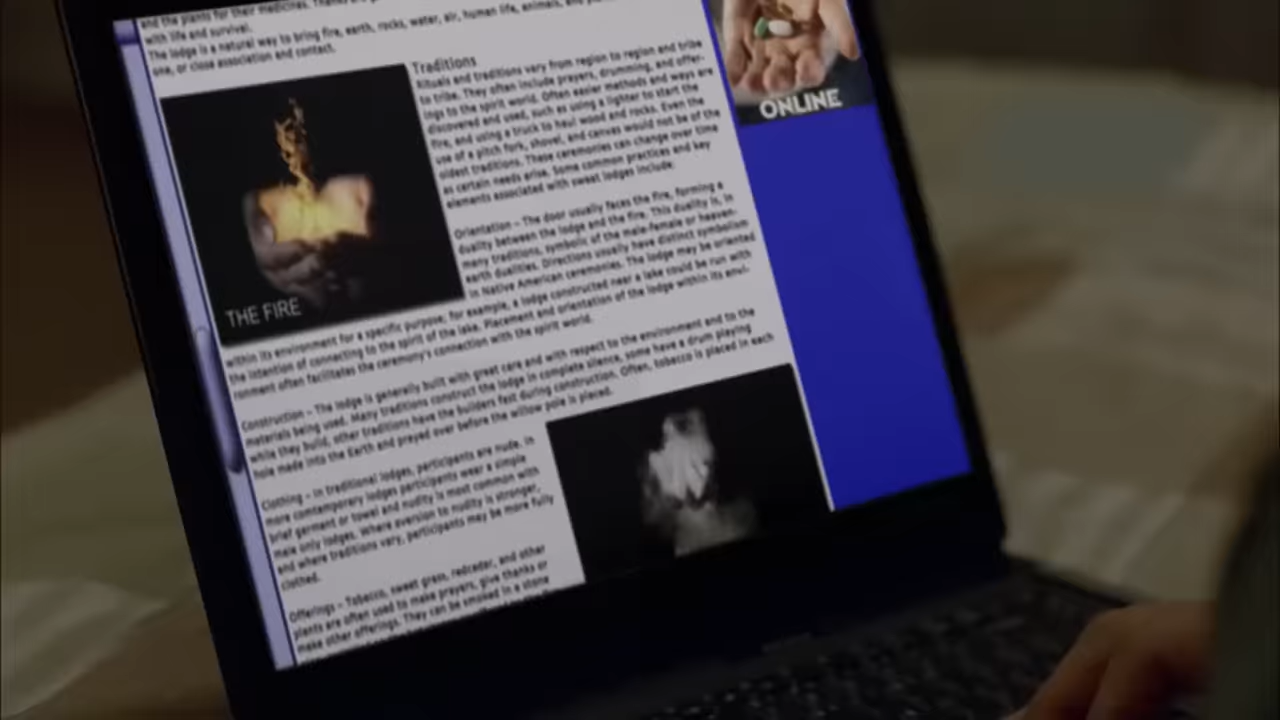 and the plants for their medicines. Thanks are
with life and survival.
The lodge is a natural way to bring fire, earth, rocks, water, air, human life, animals, and
one, or close association and contact.
Traditions
Rituals and traditions vary from region to region and tribe
to tribe. They often include prayers, drumming, and offer-
ings to the spirit world. Often easier methods and ways are
discovered and used, such as using a lighter to start the
fire, and using a truck to haul wood and rocks. Even the
use of a pitch fork, shovel, and canvas would not be of the
oldest traditions. These ceremonies can change over time
as certain needs arise. Some common practices and key
elements associated with sweat lodges include:
Orientation – The door usually faces the fire, forming a
duality between the lodge and the fire. This duality is, in
many traditions, symbolic of the male-female or heaven-
earth dualities. Directions usually have distinct symbolism
in Native American ceremonies. The lodge may be oriented
within its environment for a specific purpose; for example, a lodge constructed near a lake could be run with
the intention of connecting to the spirit of the lake. Placement and orientation of the lodge within its envi-
ronment often facilitates the ceremony's connection with the spirit world.
THE FIRE
Construction – The lodge is generally built with great care and with respect to the environment and to the
materials being used. Many traditions construct the lodge in complete silence, some have a drum playing
while they build, other traditions have the builders fast during construction. Often, tobacco is placed in each
hole made into the Earth and prayed over before the willow pole is placed.
Clothing – In traditional lodges, participants are nude. In
more contemporary lodges participants wear a simple
brief garment or towel and nudity is most common with
male only lodges. Where aversion to nudity is stronger,
and where traditions vary, participants may be more fully
clothed.
Offerings – Tobacco, sweet grass, redcedar, and other
plants are often used to make prayers, give thanks or
make other offerings. They can be smoked in a stone
ONLINE